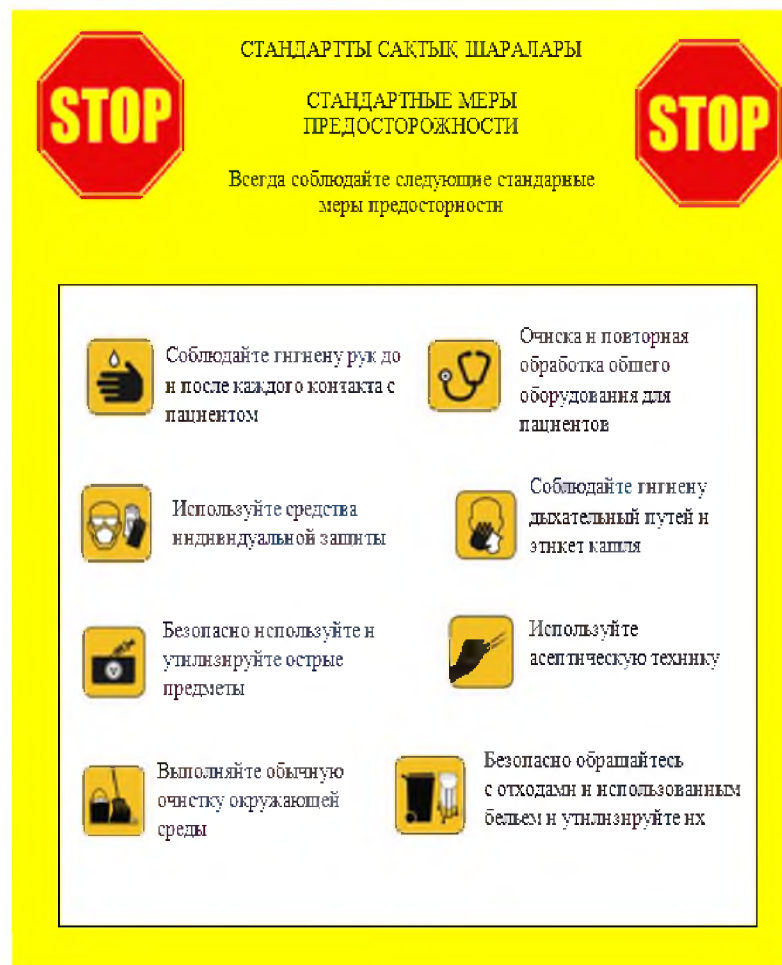 STOP
СТАНДАРТТЫ САҚТЫҚ ШАРАЛАРЫ
СТАНДАРТНЫЕ МЕРЫ
ПРЕДОСТОРОЖНОСТИ
Всегда соблюдайте следующие стандарные
меры предосторности
STOP
Соблюдайте гигиену рук до
и после каждого контакта с
пациентом
Очиска и повторная
обработка общего
оборудования для
пациентов
Используйте средства
индивидуальной защиты
Соблюдайте гигиену
дыхательный путей и
этикет кашля
Безопасно используйте и
утилизируйте острые
предметы
Используйте
асептическую технику
Выполняйте обычную
очистку окружающей
среды
Безопасно обращайтесь
с отходами и использованным
бельем и утилизируйте их